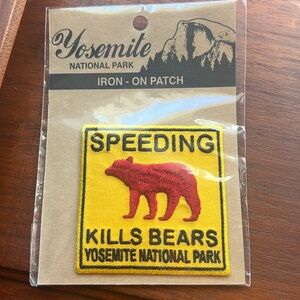 Yosemite
NATIONAL PARK
IRON - ON PATCH
SPEEDING
KILLS BEARS
YOSEMITE NATIONAL PARK